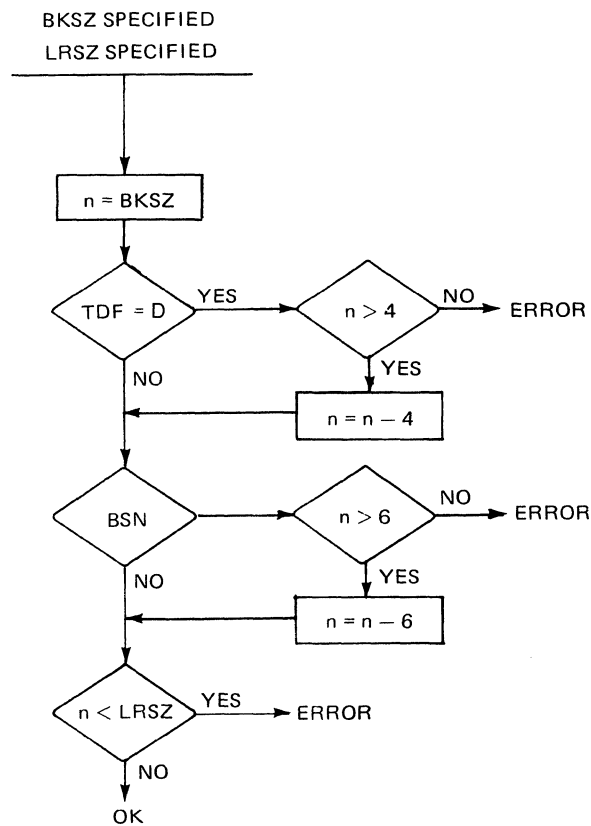 BKSZ SPECIFIED
LRSZ SPECIFIED
n = BKSZ
TDF = D
YES
n > 4
NO
ERROR
YES
NO
n = n — 4
BSN
n > 6
NO
ERROR
YES
NO
n = n — 6
n < LRSZ
YES
ERROR
NO
OK